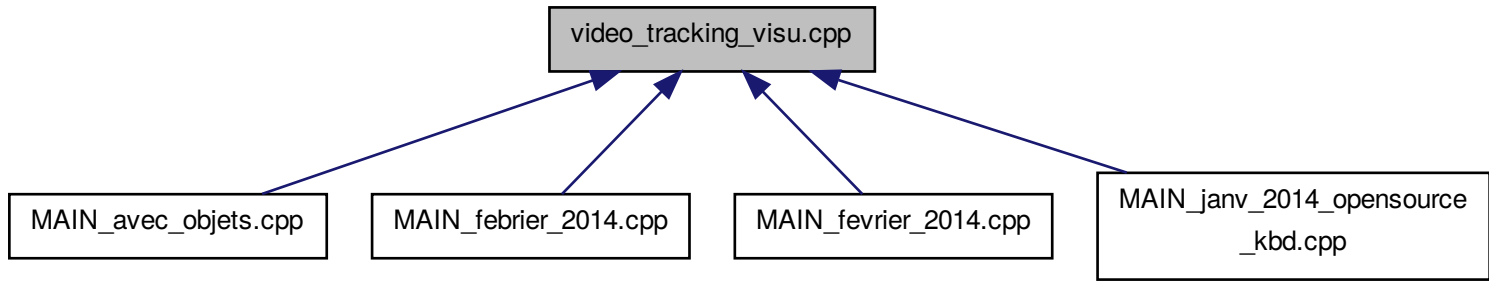 video_tracking_visu.cpp
MAIN_avec_objets.cpp
MAIN_febrier_2014.cpp
MAIN_fevrier_2014.cpp
MAIN_janv_2014_opensource
_kbd.cpp